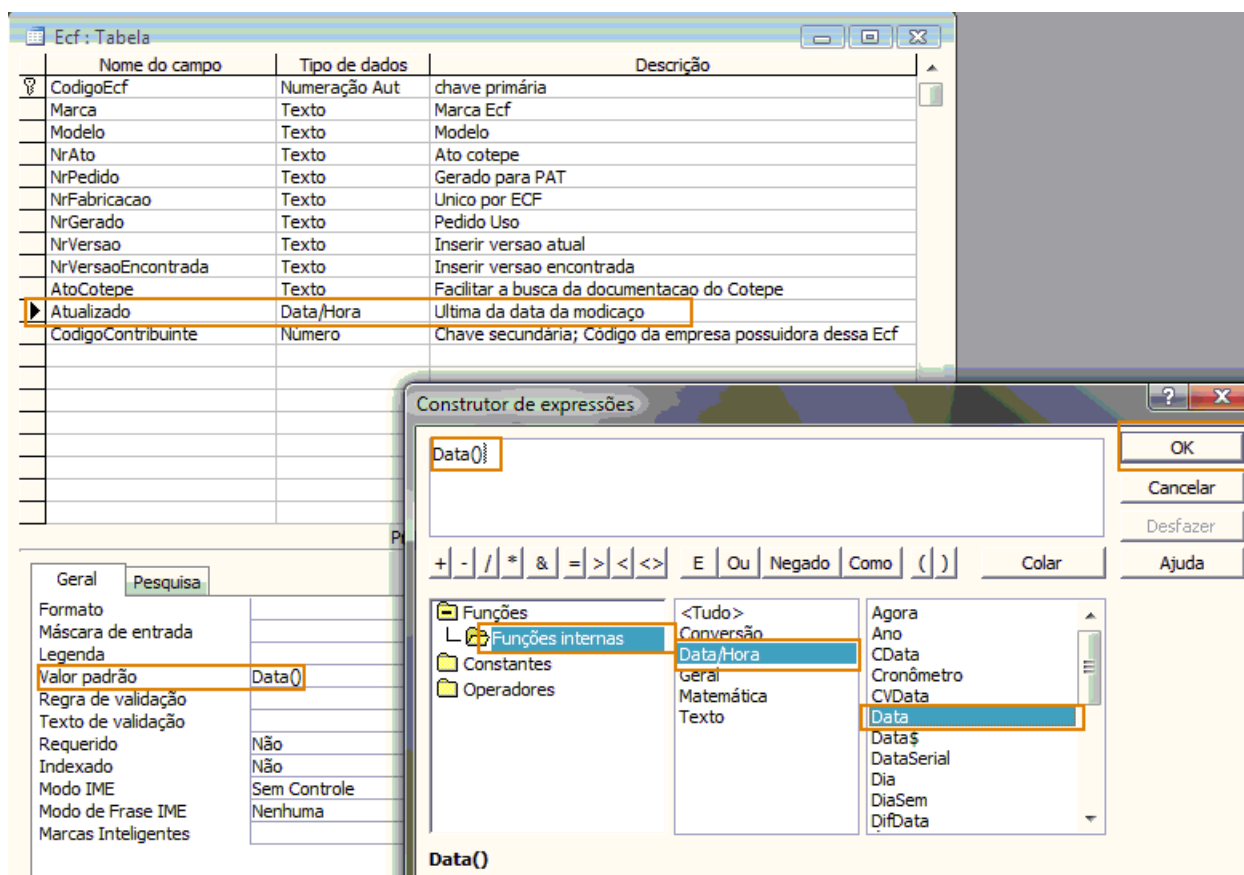 Ecf : Tabela
Nome do campo Tipo de dados Descrição
CodigoEcf Numeração Aut chave primária
Marca Texto Marca Ecf
Modelo Texto Modelo
NrAto Texto Ato cotepe
NrPedido Texto Gerado para PAT
NrFabricacao Texto Unico por ECF
NrGerado Texto Pedido Uso
NrVersao Texto Inserir versao atual
NrVersaoEncontrada Texto Inserir versao encontrada
AtoCotepe Texto Facilitar a busca da documentacao do Cotepe
Atualizado Data/Hora Ultima da data da modicaço
CodigoContribuinte Número Chave secundária; Código da empresa possuidora dessa Ecf
Geral Pesquisa
Formato
Máscara de entrada
Legenda
Valor padrão Data()
Regra de validação
Texto de validação
Requerido Não
Indexado Não
Modo IME Sem Controle
Modo de Frase IME Nenhuma
Marcas Inteligentes
Construtor de expressões
? X
Data()
OK
Cancelar
Desfazer
Ajuda
+ - / * & = > < <> E Ou Negado Como ( ) Colar
Funções
Funções internas
Constantes
Operadores
<Tudo>
Conversão
Data/Hora
Geral
Matemática
Texto
Agora
Ano
CData
Cronômetro
CVData
Data
Data$
DataSerial
Dia
DiaSem
DifData
Data()